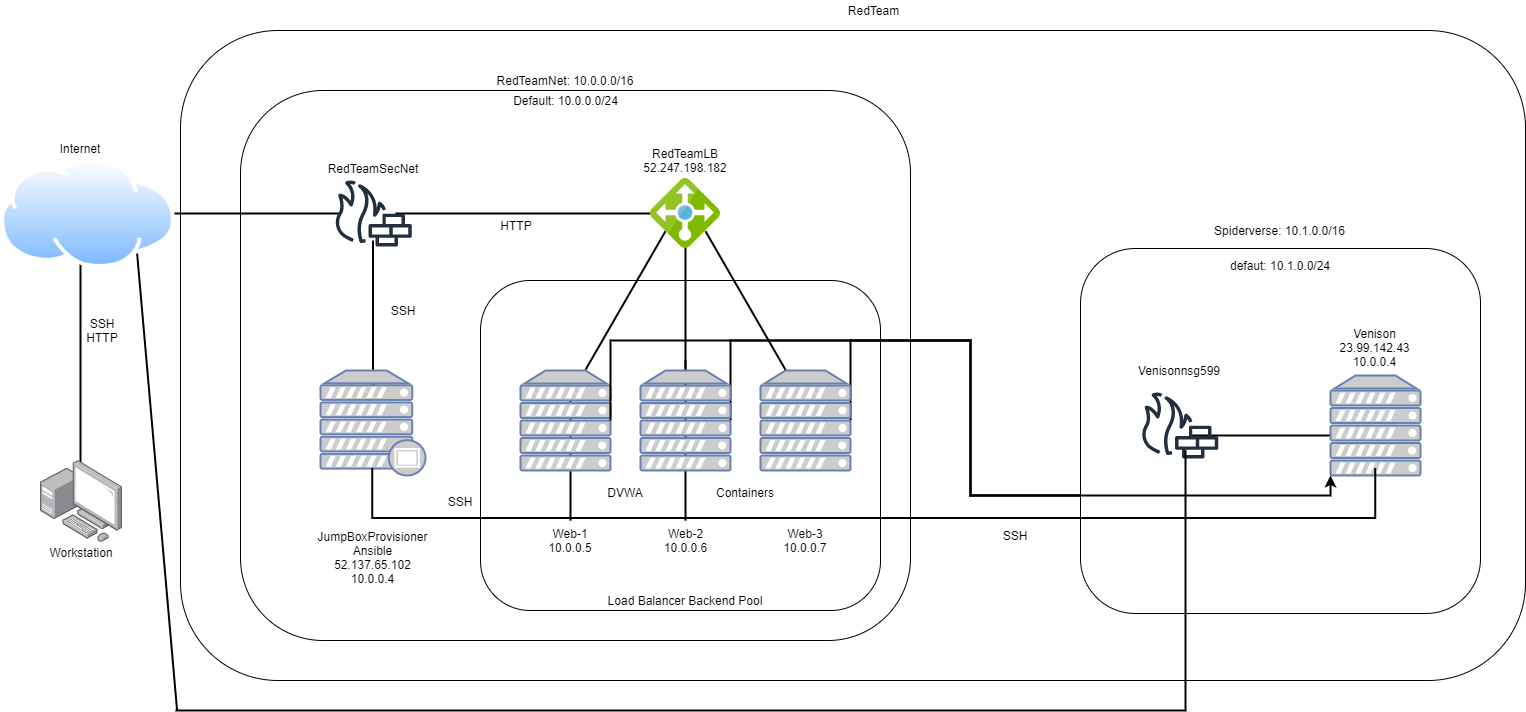 RedTeam
RedTeamNet: 10.0.0.0/16
Default: 10.0.0.0/24
Internet
RedTeamSecNet
RedTeamLB
52.247.198.182
HTTP
Spiderverse: 10.1.0.0/16
defaut: 10.1.0.0/24
SSH
SSH
HTTP
Venison
23.99.142.43
10.0.0.4
Venisonnsg599
DVWA
Containers
SSH
Workstation
JumpBoxProvisioner
Ansible
52.137.65.102
10.0.0.4
Web-1
10.0.0.5
Web-2
10.0.0.6
Web-3
10.0.0.7
SSH
Load Balancer Backend Pool